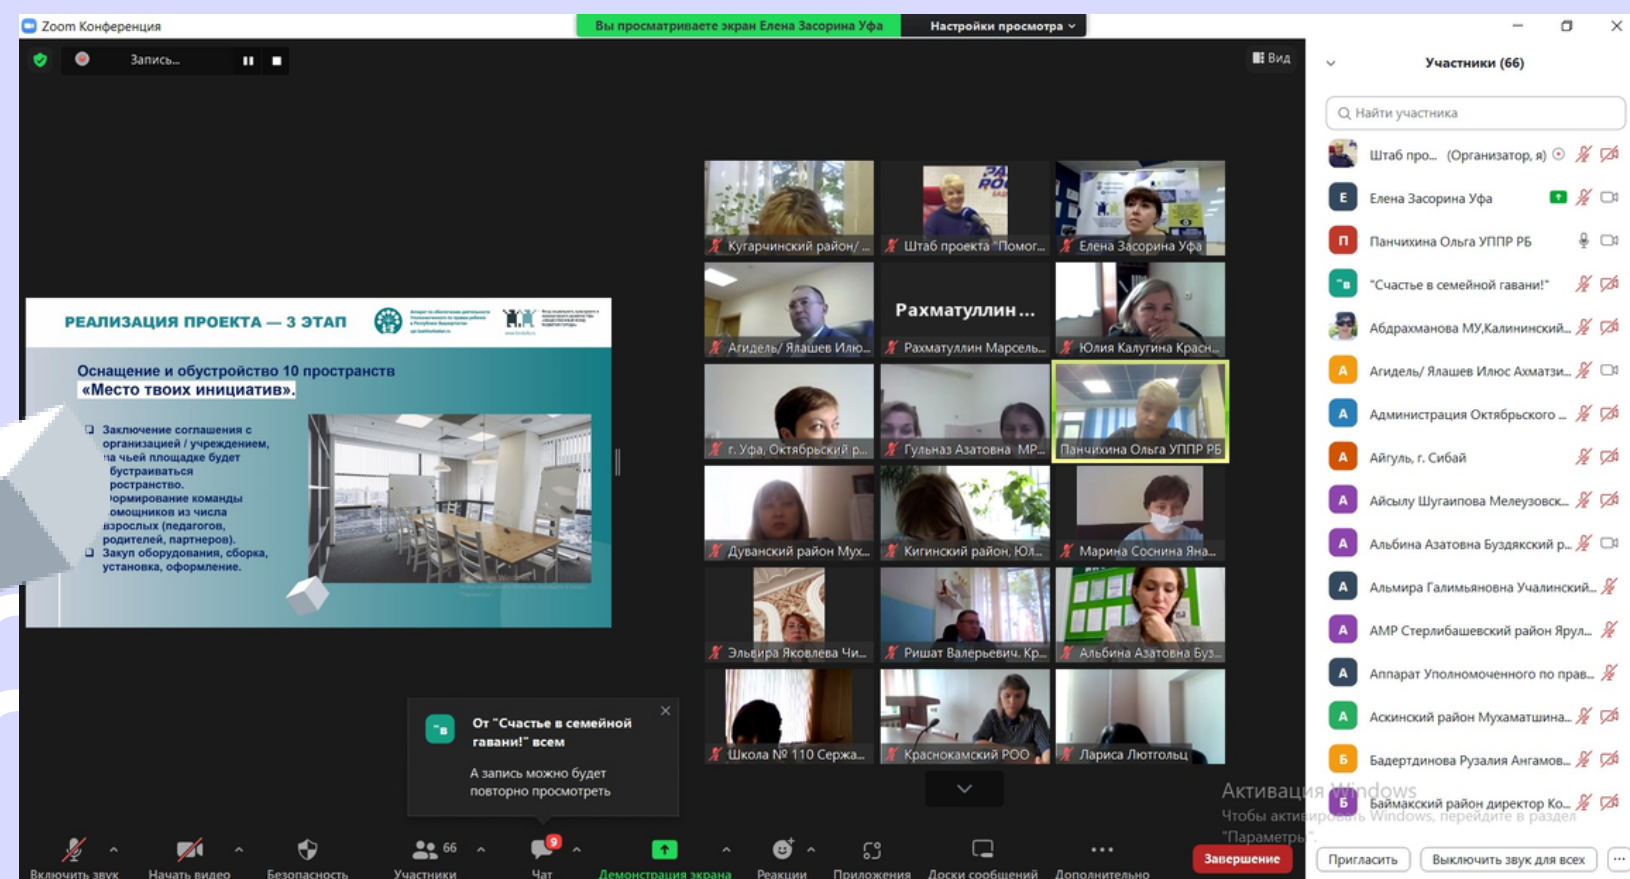 Zoom Конференция
Вы просматриваете экран Елена Засорина Уфа
Настройки просмотра
Запись...
Вид
РЕАЛИЗАЦИЯ ПРОЕКТА — 3 ЭТАП
Оснащение и обустройство 10 пространств
«Место твоих инициатив».
Заключение соглашения с
организацией / учреждением,
чьей площадке будет
пространство.
команды
из числа
взрослых (педагогов,
родителей, партнеров).
Закуп оборудования, сборка,
установка, оформление.
Кугарчинский район/ ...
Штаб проекта "Помог...
Елена Засорина Уфа
Агидель/ Ялашев Илю...
Рахматуллин ...
Рахматуллин Марсель...
Юлия Калугина Красн...
г. Уфа, Октябрьский р...
Гульназ Азатовна МР...
Панчихина Ольга УППР РБ
Дуванский район Мух...
Кигинский район, Юл...
Марина Соснина Яна...
Эльвира Яковлева Чи...
Ришат Валерьевич. Кр...
Альбина Азатовна Буз...
Школа № 110 Сержа...
Краснокамский РОО
Лариса Лютгольц
"в
От "Счастье в семейной
гавани!" всем
А запись можно будет
повторно просмотреть
Включить звук
Начать видео
Безопасность
66
Участники
9
Чат
Демонстрация экрана
Реакции
Приложения
Доски сообщений
Дополнительно
Завершение
Участники (66)
Найти участника
Штаб про... (Организатор, я)
Е Елена Засорина Уфа
П Панчихина Ольга УППР РБ
"в "Счастье в семейной гавани!"
Абдрахманова МУ,Калининский...
А Агидель/ Ялашев Илюс Ахматзи...
А Администрация Октябрьского ...
А Айгуль, г. Сибай
А Айсылу Шугаипова Мелеузовск...
А Альбина Азатовна Буздякский р...
А Альмира Галимьяновна Учалинский...
А АМР Стерлибашевский район Ярул...
А Аппарат Уполномоченного по прав...
А Аскинский район Мухаматшина...
Б Бадертдинова Рузалия Ангамов...
Б Баймакский район директор Ко...
Активация Windows
Чтобы активировать Windows, перейдите в раздел
"Параметры".
Пригласить
Выключить звук для всех
...